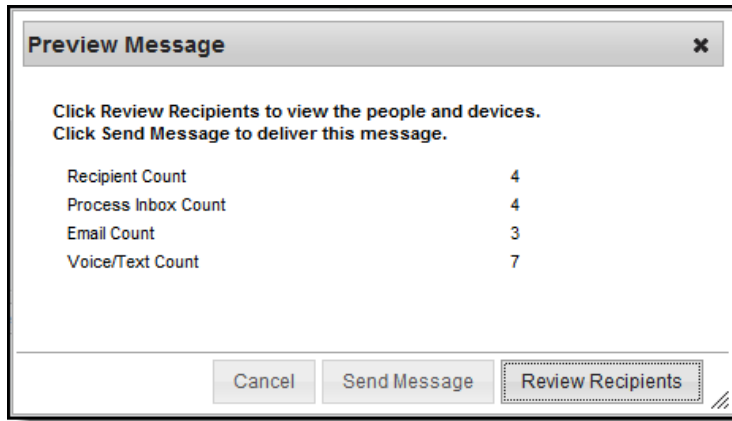 Preview Message
Click Review Recipients to view the people and devices.
Click Send Message to deliver this message.
Recipient Count 4
Process Inbox Count 4
Email Count 3
Voice/Text Count 7
Cancel Send Message Review Recipients